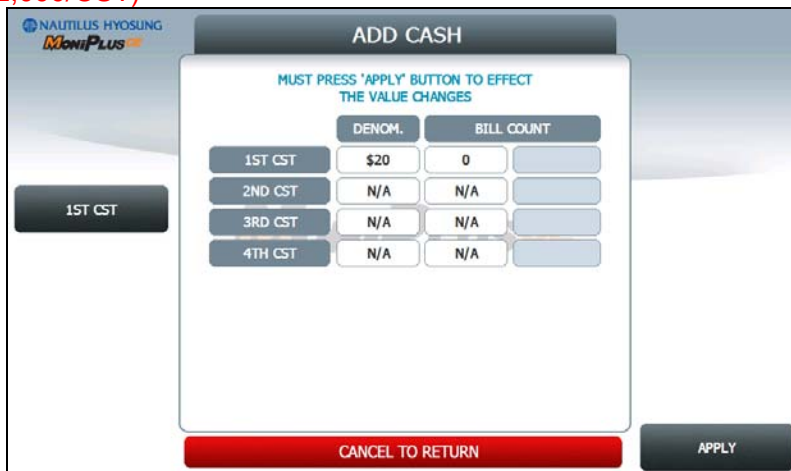 NAUTILUS HYOSUNG
MoniPlus CE
ADD CASH
MUST PRESS 'APPLY' BUTTON TO EFFECT
THE VALUE CHANGES
DENOM. BILL COUNT
1ST CST $20 0
2ND CST N/A N/A
1ST CST
3RD CST N/A N/A
4TH CST N/A N/A
CANCEL TO RETURN
APPLY